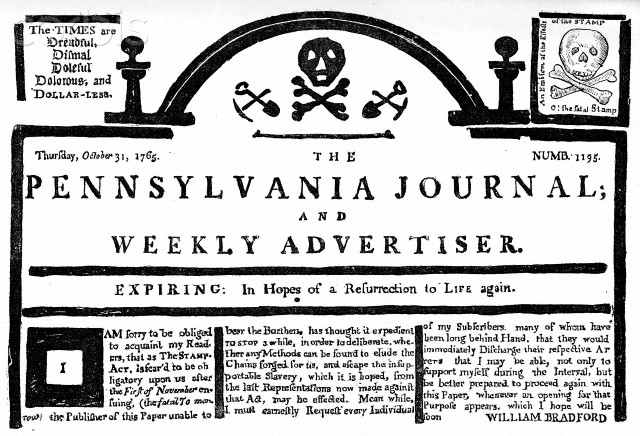 The TIMES are
Dreadful,
Dismal
Doleful
Dolorous, and
DOLLAR-LESS.
An Emblem of the Effects
of the STAMP
O! the fatal Stamp
Thursday, October 31, 1765.
THE
NUMB. 1195.
PENNSYLVANIA JOURNAL;
AND
WEEKLY ADVERTISER.
EXPIRING: In Hopes of a Resurrection to LIFE again.
I AM sorry to be obliged
to acquaint my Read-
ers, that as The STAMP-
ACT, is fear'd to be ob-
ligatory upon us after
the First of November en-
suing, (the fatal To mor-
row) the Publisher of this Paper unable to
bear the Burthen, has thought it expedient
TO STOP a while, in order to deliberate, whe-
ther any Methods can be found to elude the
Chains forged for us, and escape the insup-
portable Slavery, which it is hoped, from
the last Representations now made against
that Act, may be effected. Mean while,
I must earnestly Request every Individual
of my Subscribers, many of whom have
been long behind Hand, that they would
immediately Discharge their respective Ar
rers that I may be able, not only to
support myself during the Interval, but
be better prepared to proceed again with
this Paper, whenever an opening for that
Purpose appears, which I hope will be
soon WILLIAM BRADFORD